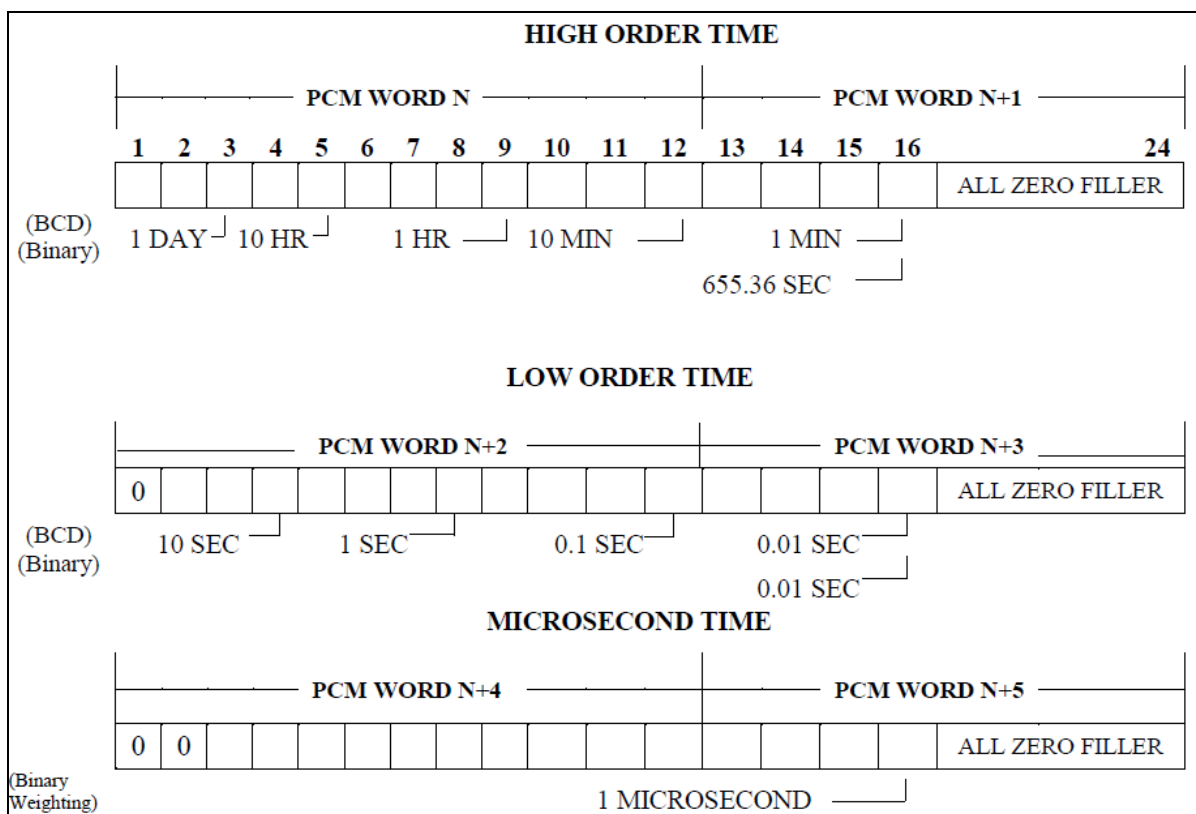 HIGH ORDER TIME
PCM WORD N PCM WORD N+1
1 2 3 4 5 6 7 8 9 10 11 12 13 14 15 16 24
ALL ZERO FILLER
(BCD) 1 DAY 10 HR 1 HR 10 MIN 1 MIN
(Binary) 655.36 SEC
LOW ORDER TIME
PCM WORD N+2 PCM WORD N+3
0 ALL ZERO FILLER
(BCD) 10 SEC 1 SEC 0.1 SEC 0.01 SEC
(Binary) 0.01 SEC
MICROSECOND TIME
PCM WORD N+4 PCM WORD N+5
0 0 ALL ZERO FILLER
(Binary
Weighting) 1 MICROSECOND